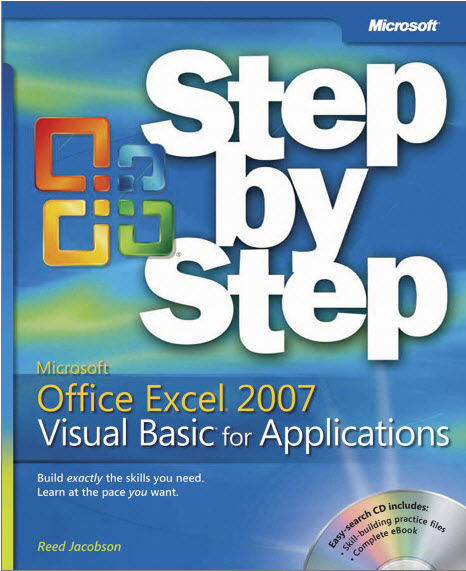 Microsoft
Step
by
Step
Microsoft
Office Excel 2007
Visual Basic for Applications
Build exactly the skills you need.
Learn at the pace you want.
Reed Jacobson
Easy-search CD includes:
• Skill-building practice files
• Complete eBook